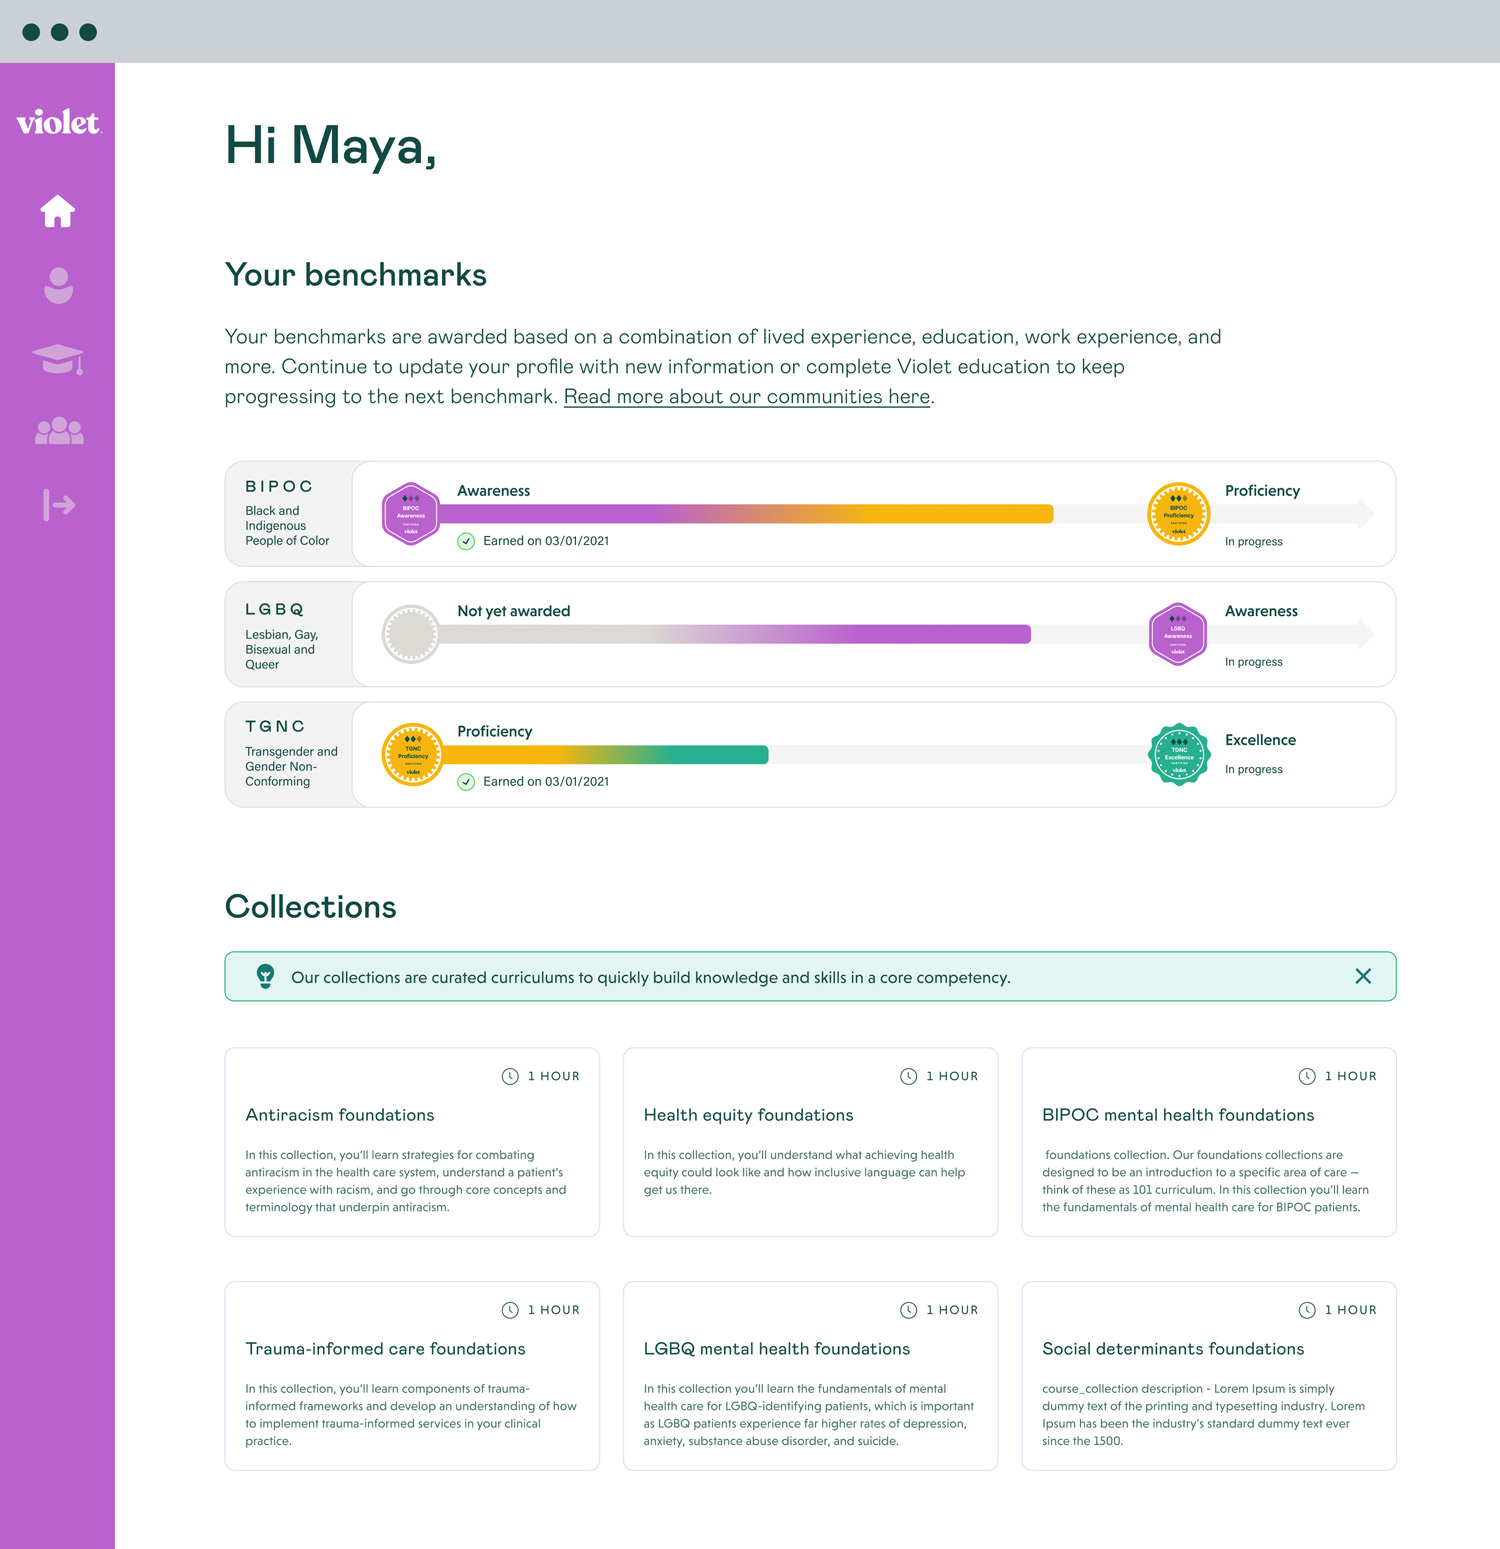 violet
Hi Maya,
Your benchmarks
Your benchmarks are awarded based on a combination of lived experience, education, work experience, and
more. Continue to update your profile with new information or complete Violet education to keep
progressing to the next benchmark. Read more about our communities here.
BIPOC
Black and
Indigenous
People of Color
BIPOC
Awareness
CERTIFIED
violet
Awareness
Earned on 03/01/2021
BIPOC
Proficiency
CERTIFIED
violet
Proficiency
In progress
LGBQ
Lesbian, Gay,
Bisexual and
Queer
Not yet awarded
LGBQ
Awareness
CERTIFIED
violet
Awareness
In progress
TGNC
Transgender and
Gender Non-
Conforming
TGNC
Proficiency
CERTIFIED
violet
Proficiency
Earned on 03/01/2021
TGNC
Excellence
CERTIFIED
violet
Excellence
In progress
Collections
Our collections are curated curriculums to quickly build knowledge and skills in a core competency.
1 HOUR
Antiracism foundations
In this collection, you'll learn strategies for combating
antiracism in the health care system, understand a patient's
experience with racism, and go through core concepts and
terminology that underpin antiracism.
1 HOUR
Health equity foundations
In this collection, you'll understand what achieving health
equity could look like and how inclusive language can help
get us there.
1 HOUR
BIPOC mental health foundations
foundations collection. Our foundations collections are
designed to be an introduction to a specific area of care —
think of these as 101 curriculum. In this collection you'll learn
the fundamentals of mental health care for BIPOC patients.
1 HOUR
Trauma-informed care foundations
In this collection, you'll learn components of trauma-
informed frameworks and develop an understanding of how
to implement trauma-informed services in your clinical
practice.
1 HOUR
LGBQ mental health foundations
In this collection you'll learn the fundamentals of mental
health care for LGBQ-identifying patients, which is important
as LGBQ patients experience far higher rates of depression,
anxiety, substance abuse disorder, and suicide.
1 HOUR
Social determinants foundations
course_collection description - Lorem Ipsum is simply
dummy text of the printing and typesetting industry. Lorem
Ipsum has been the industry's standard dummy text ever
since the 1500.